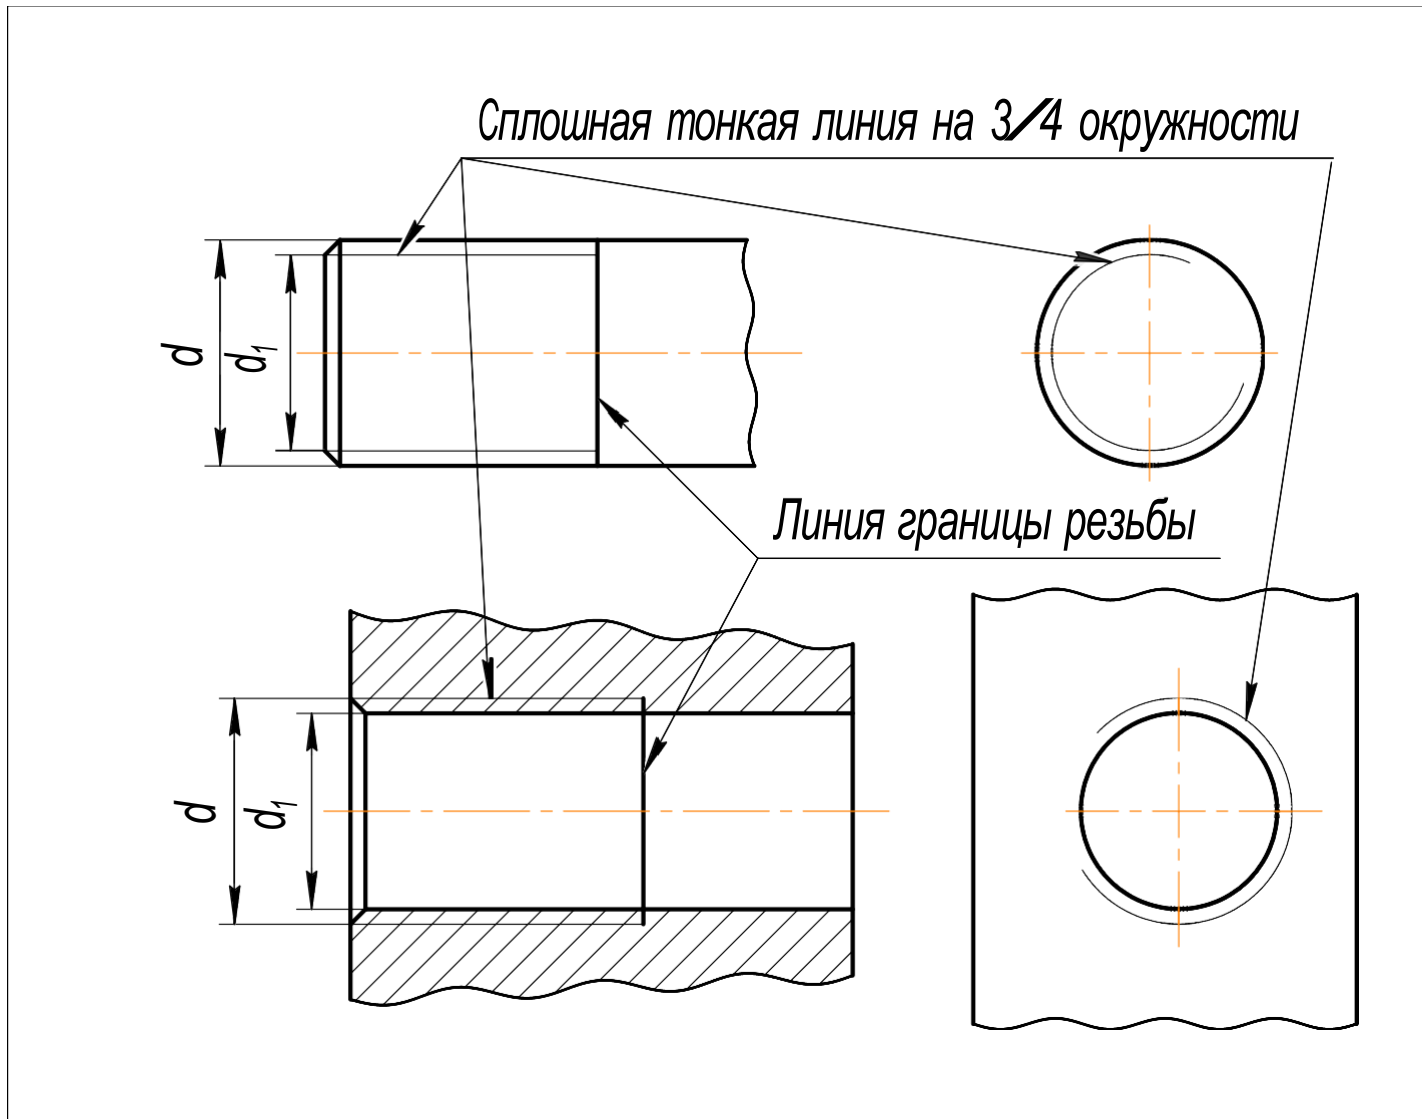 Сплошная тонкая линия на 3/4 окружности
d
d₁
Линия границы резьбы
d
d₁